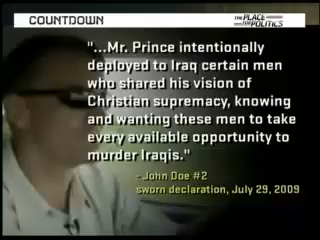 COUNTDOWN
THE PLACE FOR POLITICS
"...Mr. Prince intentionally
deployed to Iraq certain men
who shared his vision of
Christian supremacy, knowing
and wanting these men to take
every available opportunity to
murder Iraqis."
- John Doe #2
sworn declaration, July 29, 2009